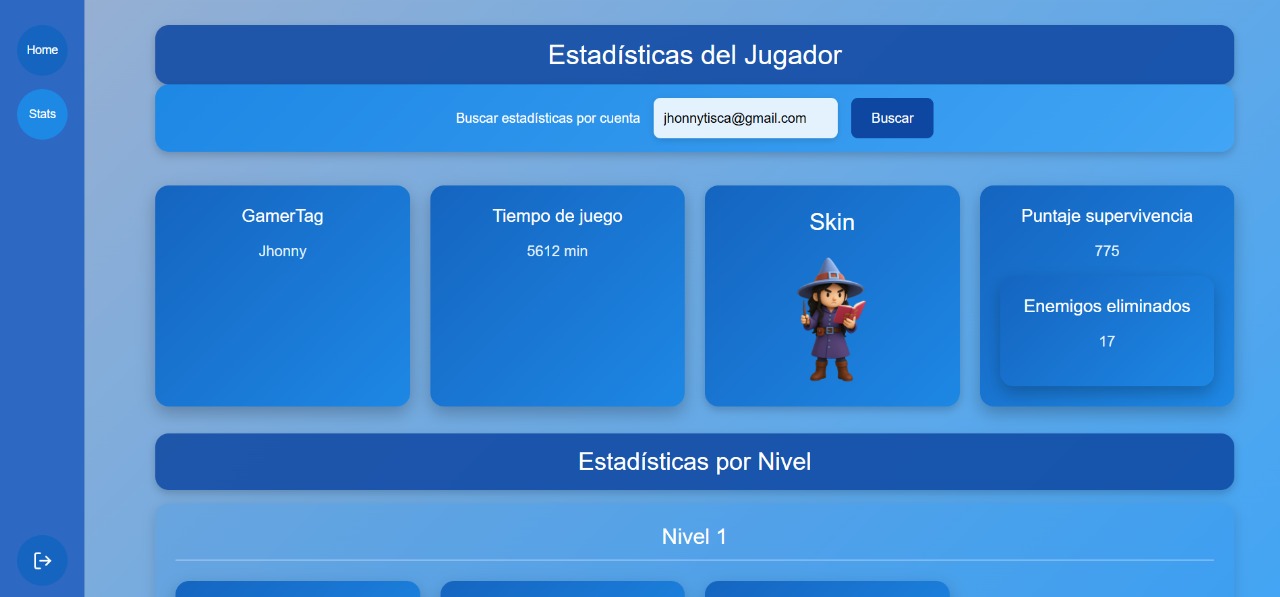 Home
Stats
Estadísticas del Jugador
Buscar estadísticas por cuenta
jhonnytisca@gmail.com
Buscar
GamerTag
Jhonny
Tiempo de juego
5612 min
Skin
Puntaje supervivencia
775
Enemigos eliminados
17
Estadísticas por Nivel
Nivel 1